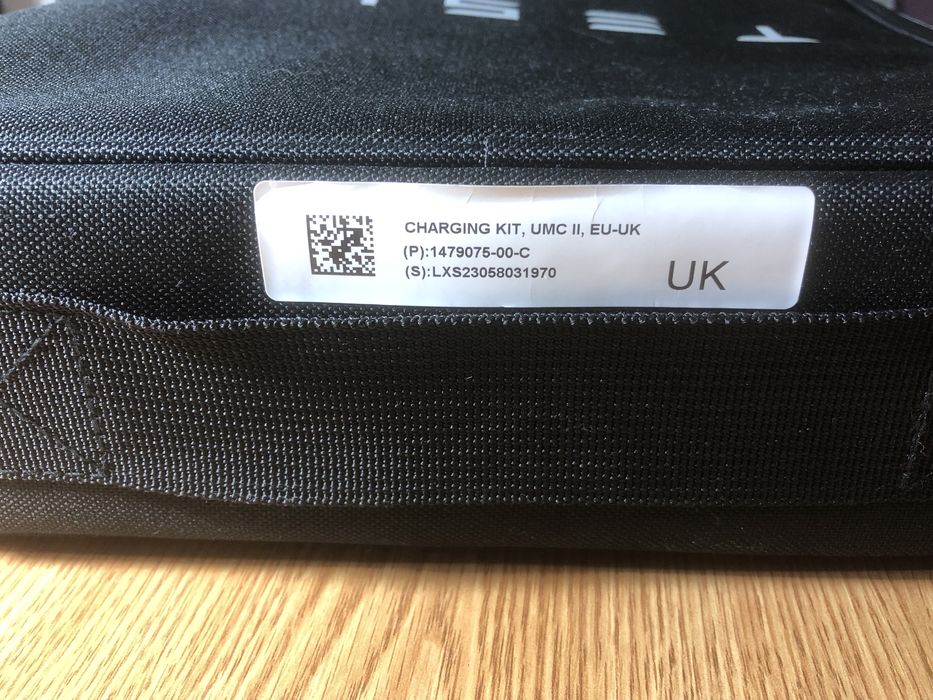 CHARGING KIT, UMC II, EU-UK
(P):1479075-00-C
(S):LXS23058031970
UK